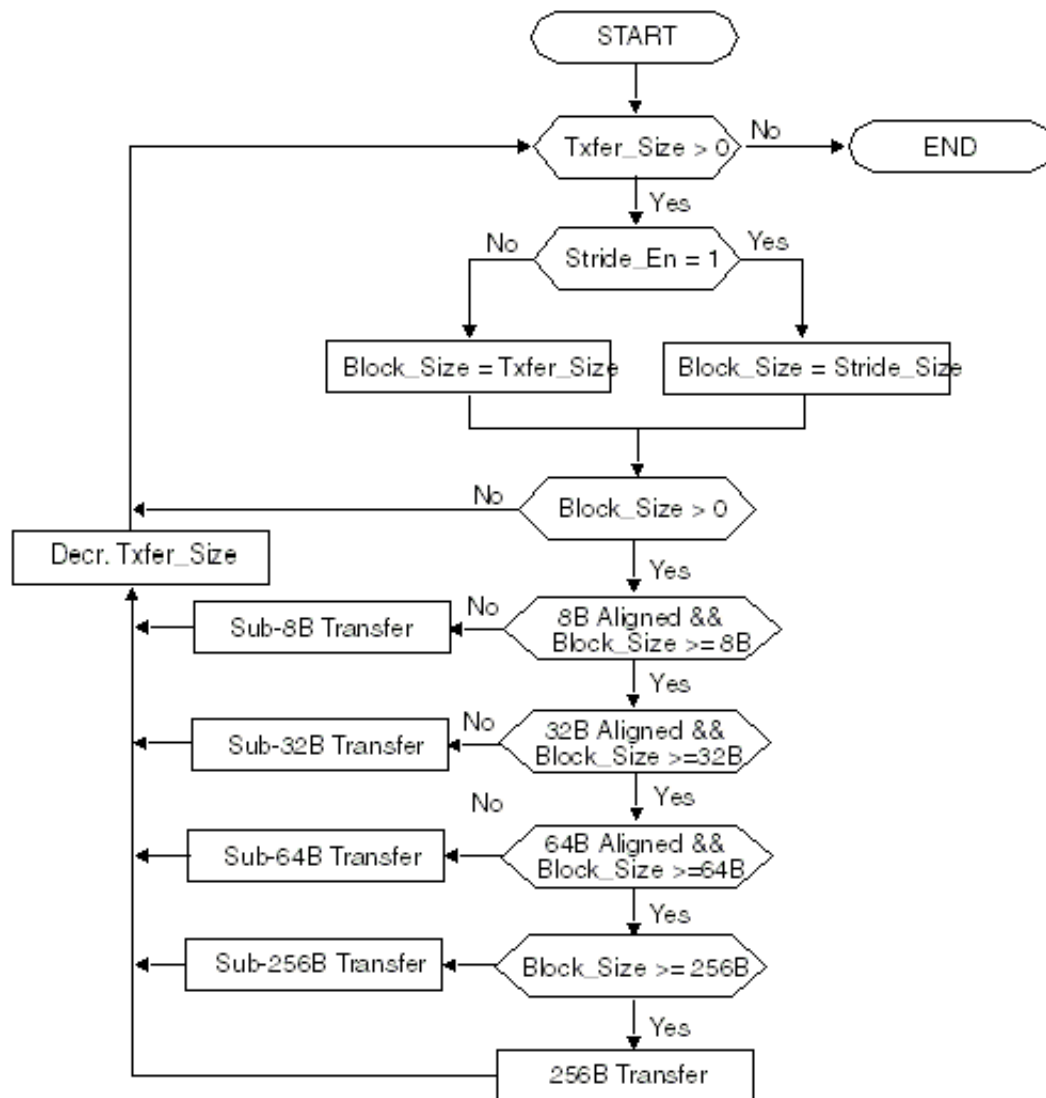 START
Txfer_Size > 0
No
END
Yes
No
Stride_En = 1
Yes
Block_Size = Txfer_Size
Block_Size = Stride_Size
No
Block_Size > 0
Decr. Txfer_Size
Yes
Sub-8B Transfer
No
8B Aligned &&
Block_Size >= 8B
Yes
Sub-32B Transfer
No
32B Aligned &&
Block_Size >=32B
Yes
No
Sub-64B Transfer
64B Aligned &&
Block_Size >=64B
Yes
Sub-256B Transfer
Block_Size >= 256B
Yes
256B Transfer